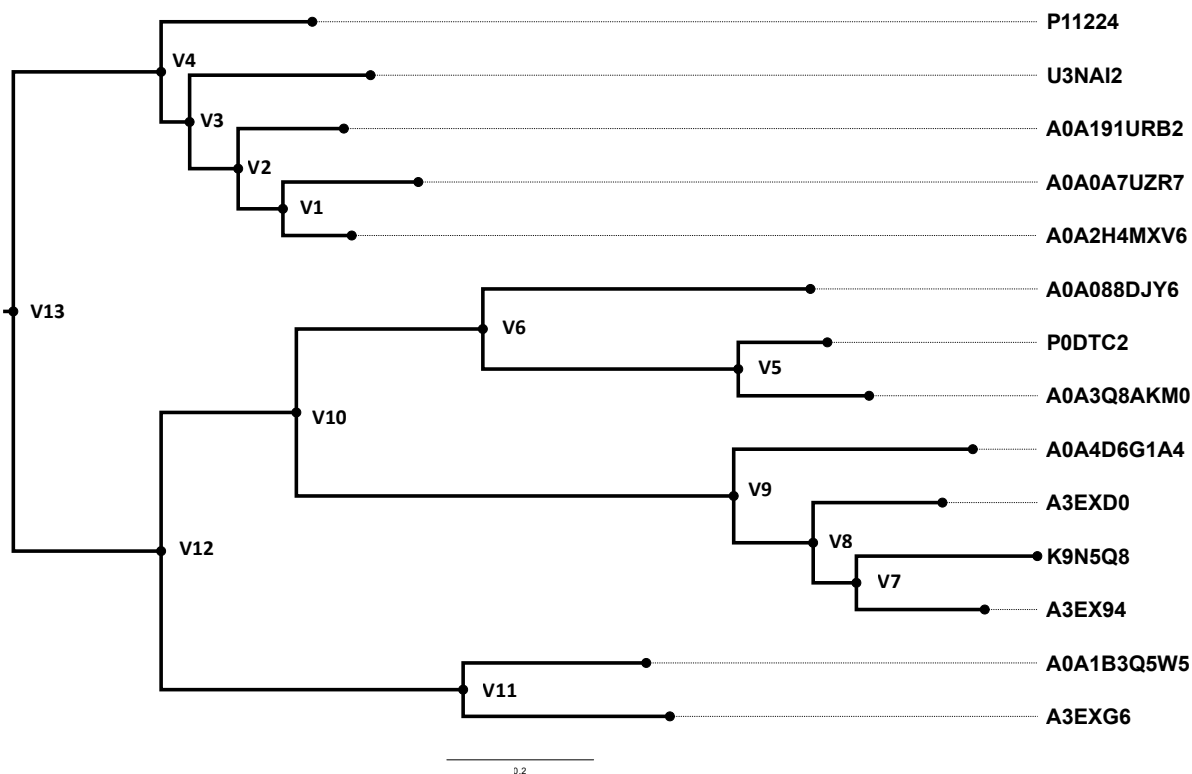 P11224
V4
U3NAI2
V3
A0A191URB2
V2
A0A0A7UZR7
V1
A0A2H4MXV6
A0A088DJY6
V13
V6
P0DTC2
V5
A0A3Q8AKM0
V10
A0A4D6G1A4
V9
A3EXD0
V8
V12
K9N5Q8
V7
A3EX94
A0A1B3Q5W5
V11
A3EXG6
0.2